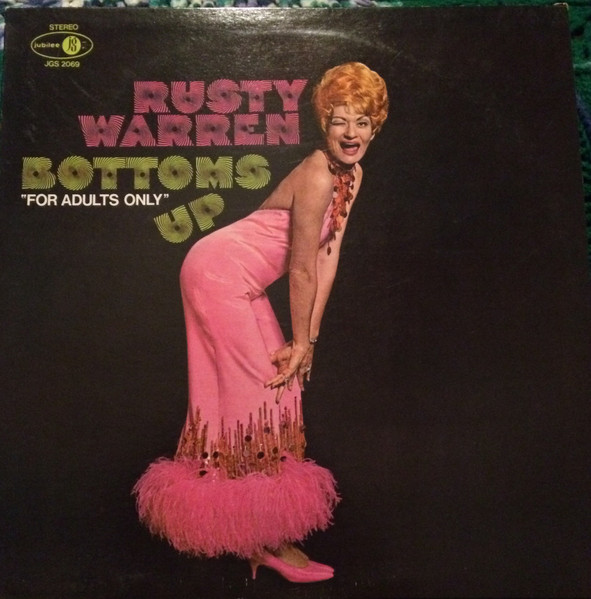 STEREO
jubilee
JGS 2069
RUSTY
WARREN
BOTTOMS
"FOR ADULTS ONLY"
UP